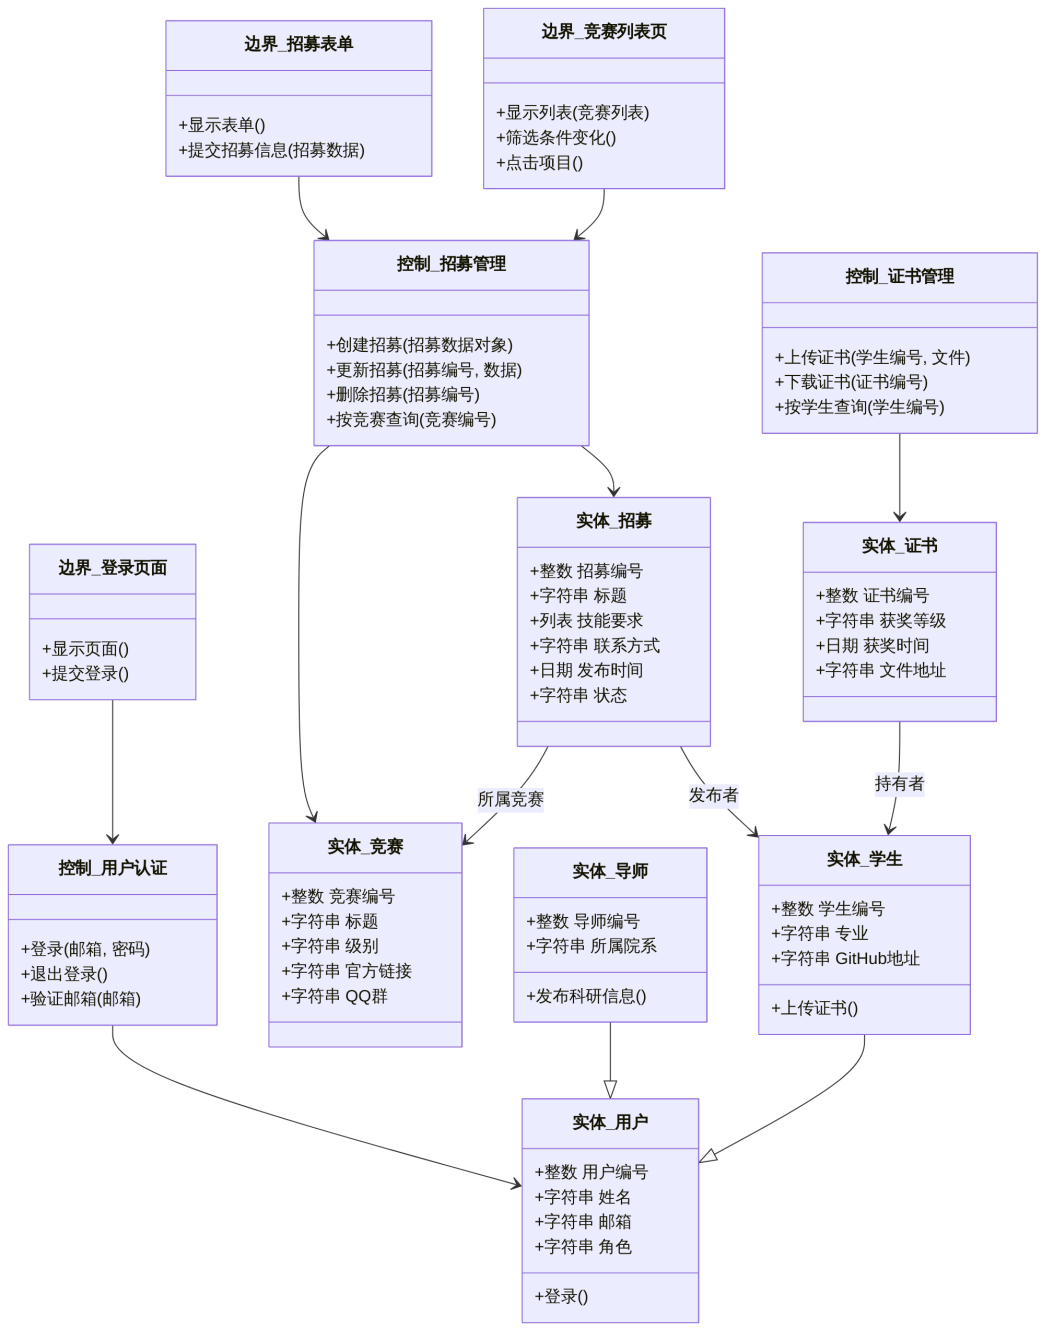 边界_招募表单
+显示表单()
+提交招募信息(招募数据)
边界_竞赛列表页
+显示列表(竞赛列表)
+筛选条件变化()
+点击项目()
控制_招募管理
+创建招募(招募数据对象)
+更新招募(招募编号, 数据)
+删除招募(招募编号)
+按竞赛查询(竞赛编号)
控制_证书管理
+上传证书(学生编号, 文件)
+下载证书(证书编号)
+按学生查询(学生编号)
实体_招募
+整数 招募编号
+字符串 标题
+列表 技能要求
+字符串 联系方式
+日期 发布时间
+字符串 状态
实体_证书
+整数 证书编号
+字符串 获奖等级
+日期 获奖时间
+字符串 文件地址
边界_登录页面
+显示页面()
+提交登录()
所属竞赛
发布者
持有者
控制_用户认证
+登录(邮箱, 密码)
+退出登录()
+验证邮箱(邮箱)
实体_竞赛
+整数 竞赛编号
+字符串 标题
+字符串 级别
+字符串 官方链接
+字符串 QQ群
实体_导师
+整数 导师编号
+字符串 所属院系
+发布科研信息()
实体_学生
+整数 学生编号
+字符串 专业
+字符串 GitHub地址
+上传证书()
实体_用户
+整数 用户编号
+字符串 姓名
+字符串 邮箱
+字符串 角色
+登录()